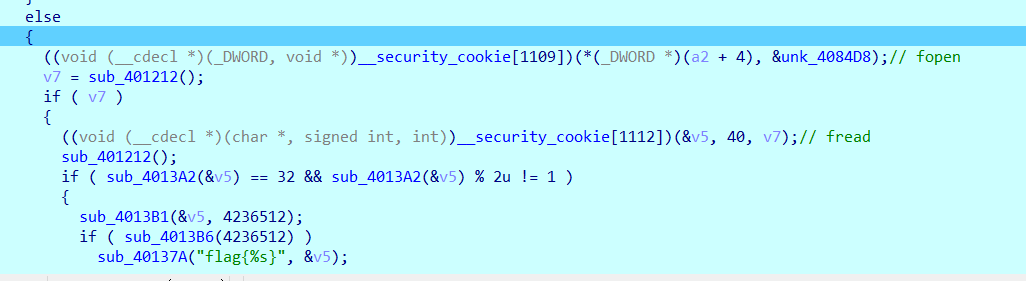 else
{
((void (__cdecl *)(_DWORD, void *))__security_cookie[1109])(*(_DWORD *)(a2 + 4), &unk_4084D8);// fopen
v7 = sub_401212();
if ( v7 )
{
((void (__cdecl *)(char *, signed int, int))__security_cookie[1112])(&v5, 40, v7);// fread
sub_401212();
if ( sub_4013A2(&v5) == 32 && sub_4013A2(&v5) % 2u != 1 )
{
sub_4013B1(&v5, 4236512);
if ( sub_4013B6(4236512) )
sub_40137A("flag{%s}", &v5);